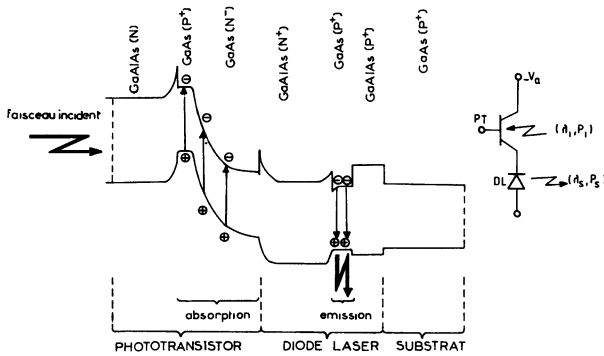 GaAlAs (N)
GaAs (P⁺)
GaAs (N⁻)
GaAlAs (N⁺)
GaAs (P⁺)
GaAlAs (P⁺)
GaAs (P⁺)
Faisceau incident
-Va
PT
(λi, Pi)
DL
(λs, Ps)
absorption
emission
PHOTOTRANSISTOR
DIODE LASER
SUBSTRAT